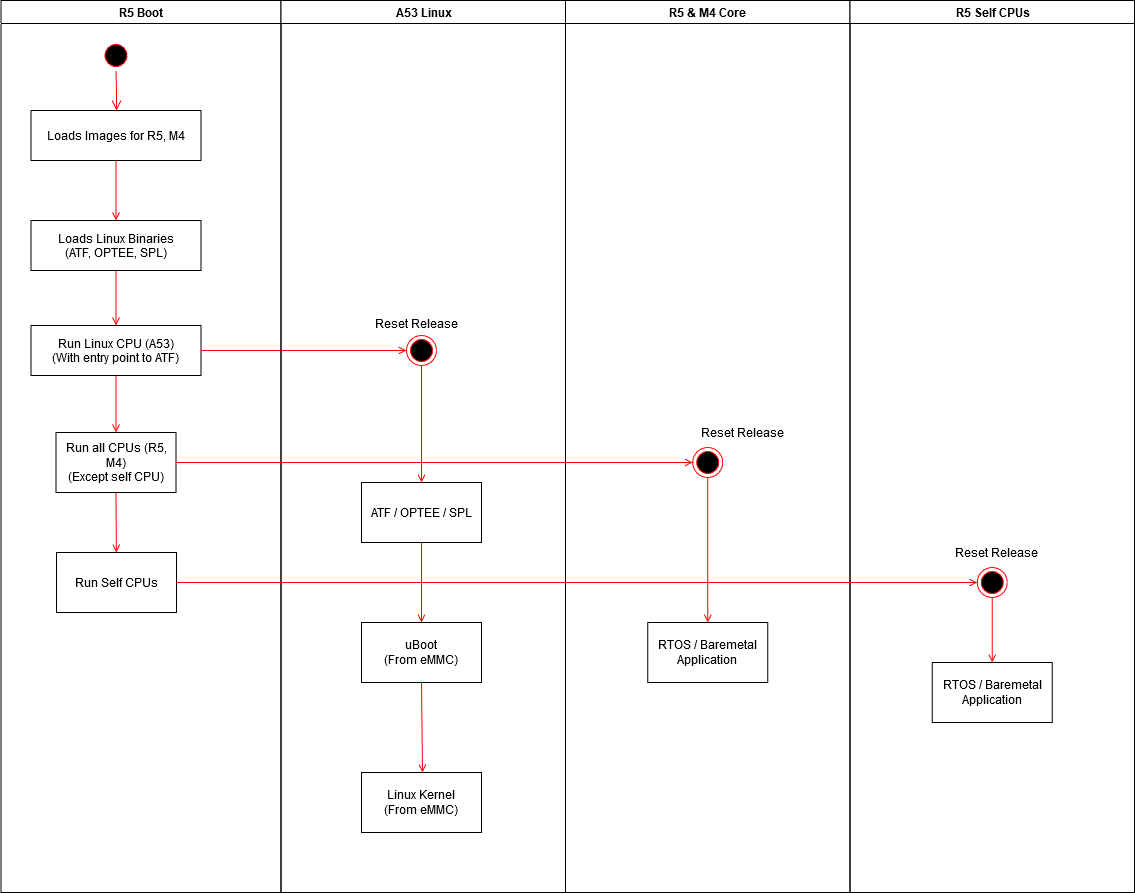 R5 Boot
A53 Linux
R5 & M4 Core
R5 Self CPUs
Loads Images for R5, M4
Loads Linux Binaries
(ATF, OPTEE, SPL)
Reset Release
Run Linux CPU (A53)
(With entry point to ATF)
Reset Release
Run all CPUs (R5,
M4)
(Except self CPU)
ATF / OPTEE / SPL
Reset Release
Run Self CPUs
uBoot
(From eMMC)
RTOS / Baremetal
Application
RTOS / Baremetal
Application
Linux Kernel
(From eMMC)